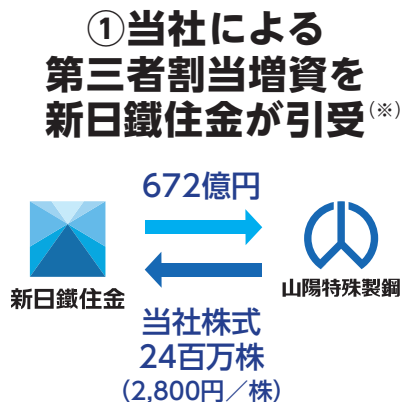 ①当社による
第三者割当増資を
新日鐵住金が引受(※)
672億円
新日鐵住金
山陽特殊製鋼
当社株式
24百万株
(2,800円／株)